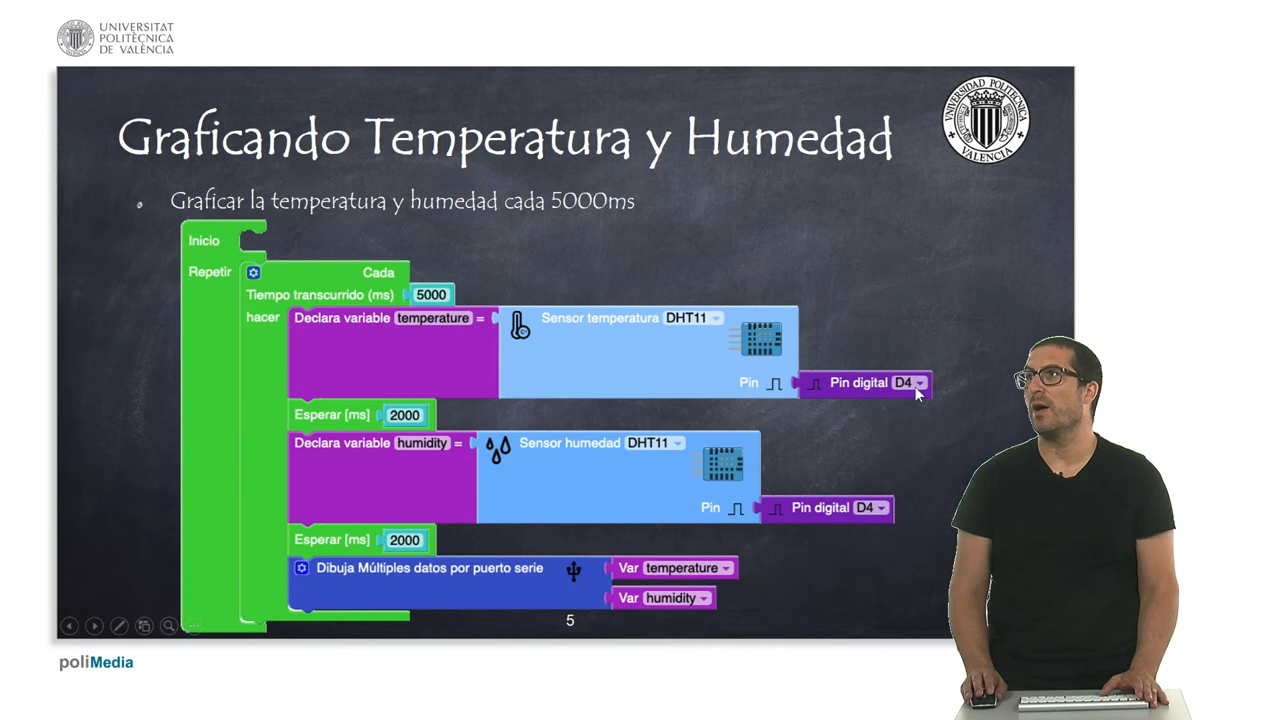 UNIVERSITAT
POLITÈCNICA
DE VALÈNCIA
UNIVERSIDAD POLITECNICA
VALENCIA
Graficando Temperatura y Humedad
Graficar la temperatura y humedad cada 5000ms
Inicio
Repetir
Cada
Tiempo transcurrido (ms) 5000
hacer
Declara variable temperature = Sensor temperatura DHT11
Pin Pin digital D4
Esperar [ms] 2000
Declara variable humidity = Sensor humedad DHT11
Pin Pin digital D4
Esperar [ms] 2000
Dibuja Múltiples datos por puerto serie Var temperature
Var humidity
5
poliMedia